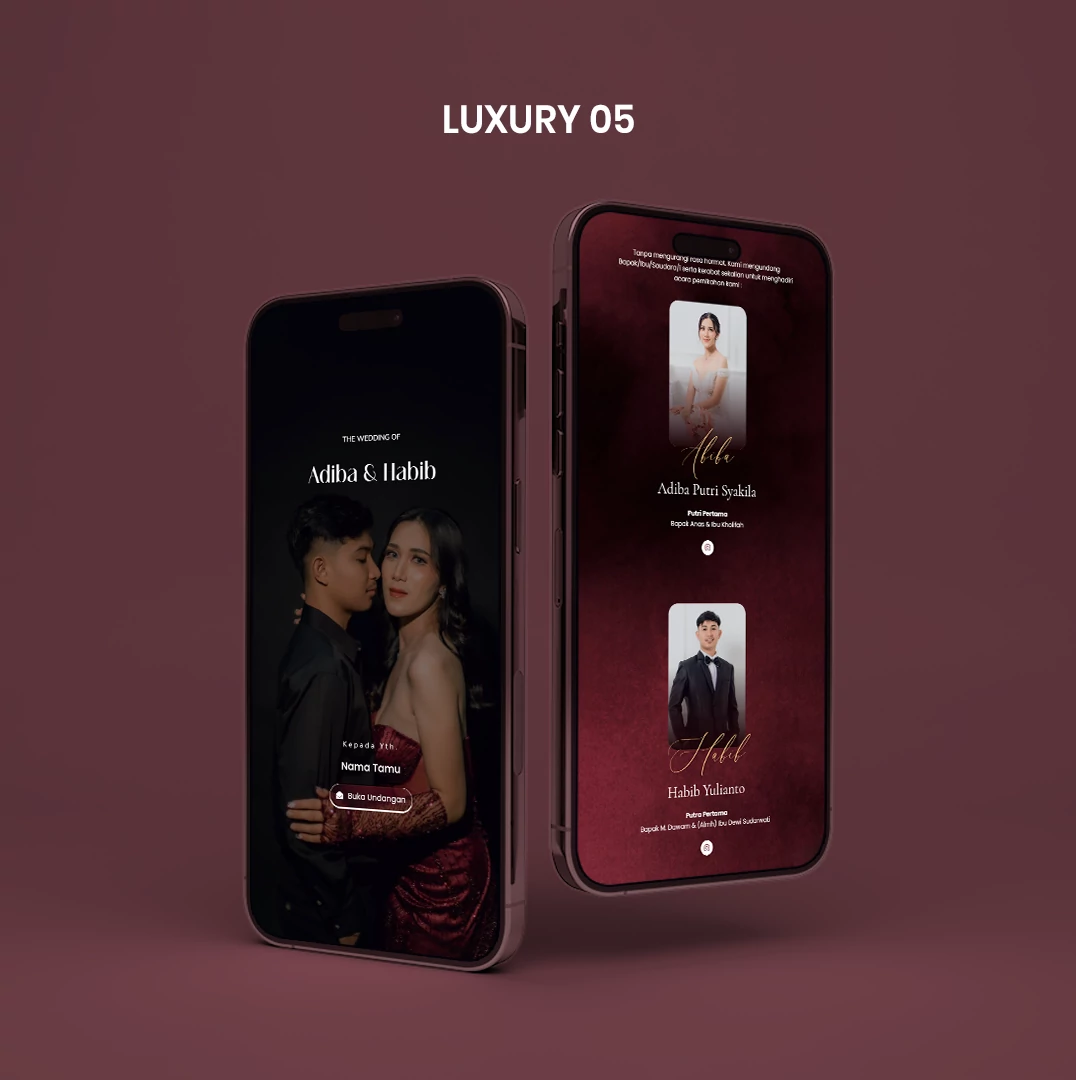 LUXURY 05
THE WEDDING OF
Adiba & Habib
Kepada Yth.
Nama Tamu
Buka Undangan
Tanpa mengurangi rasa hormat, Kami mengundang
Bapak/Ibu/Saudara/i serta kerabat sekalian untuk menghadiri
acara pernikahan kami :
Abiba
Adiba Putri Syakila
Putri Pertama
Bapak Anas & Ibu Kholifah
Habib
Habib Yulianto
Putra Pertama
Bapak M. Dawam & (Almh) Ibu Dewi Sudarwati